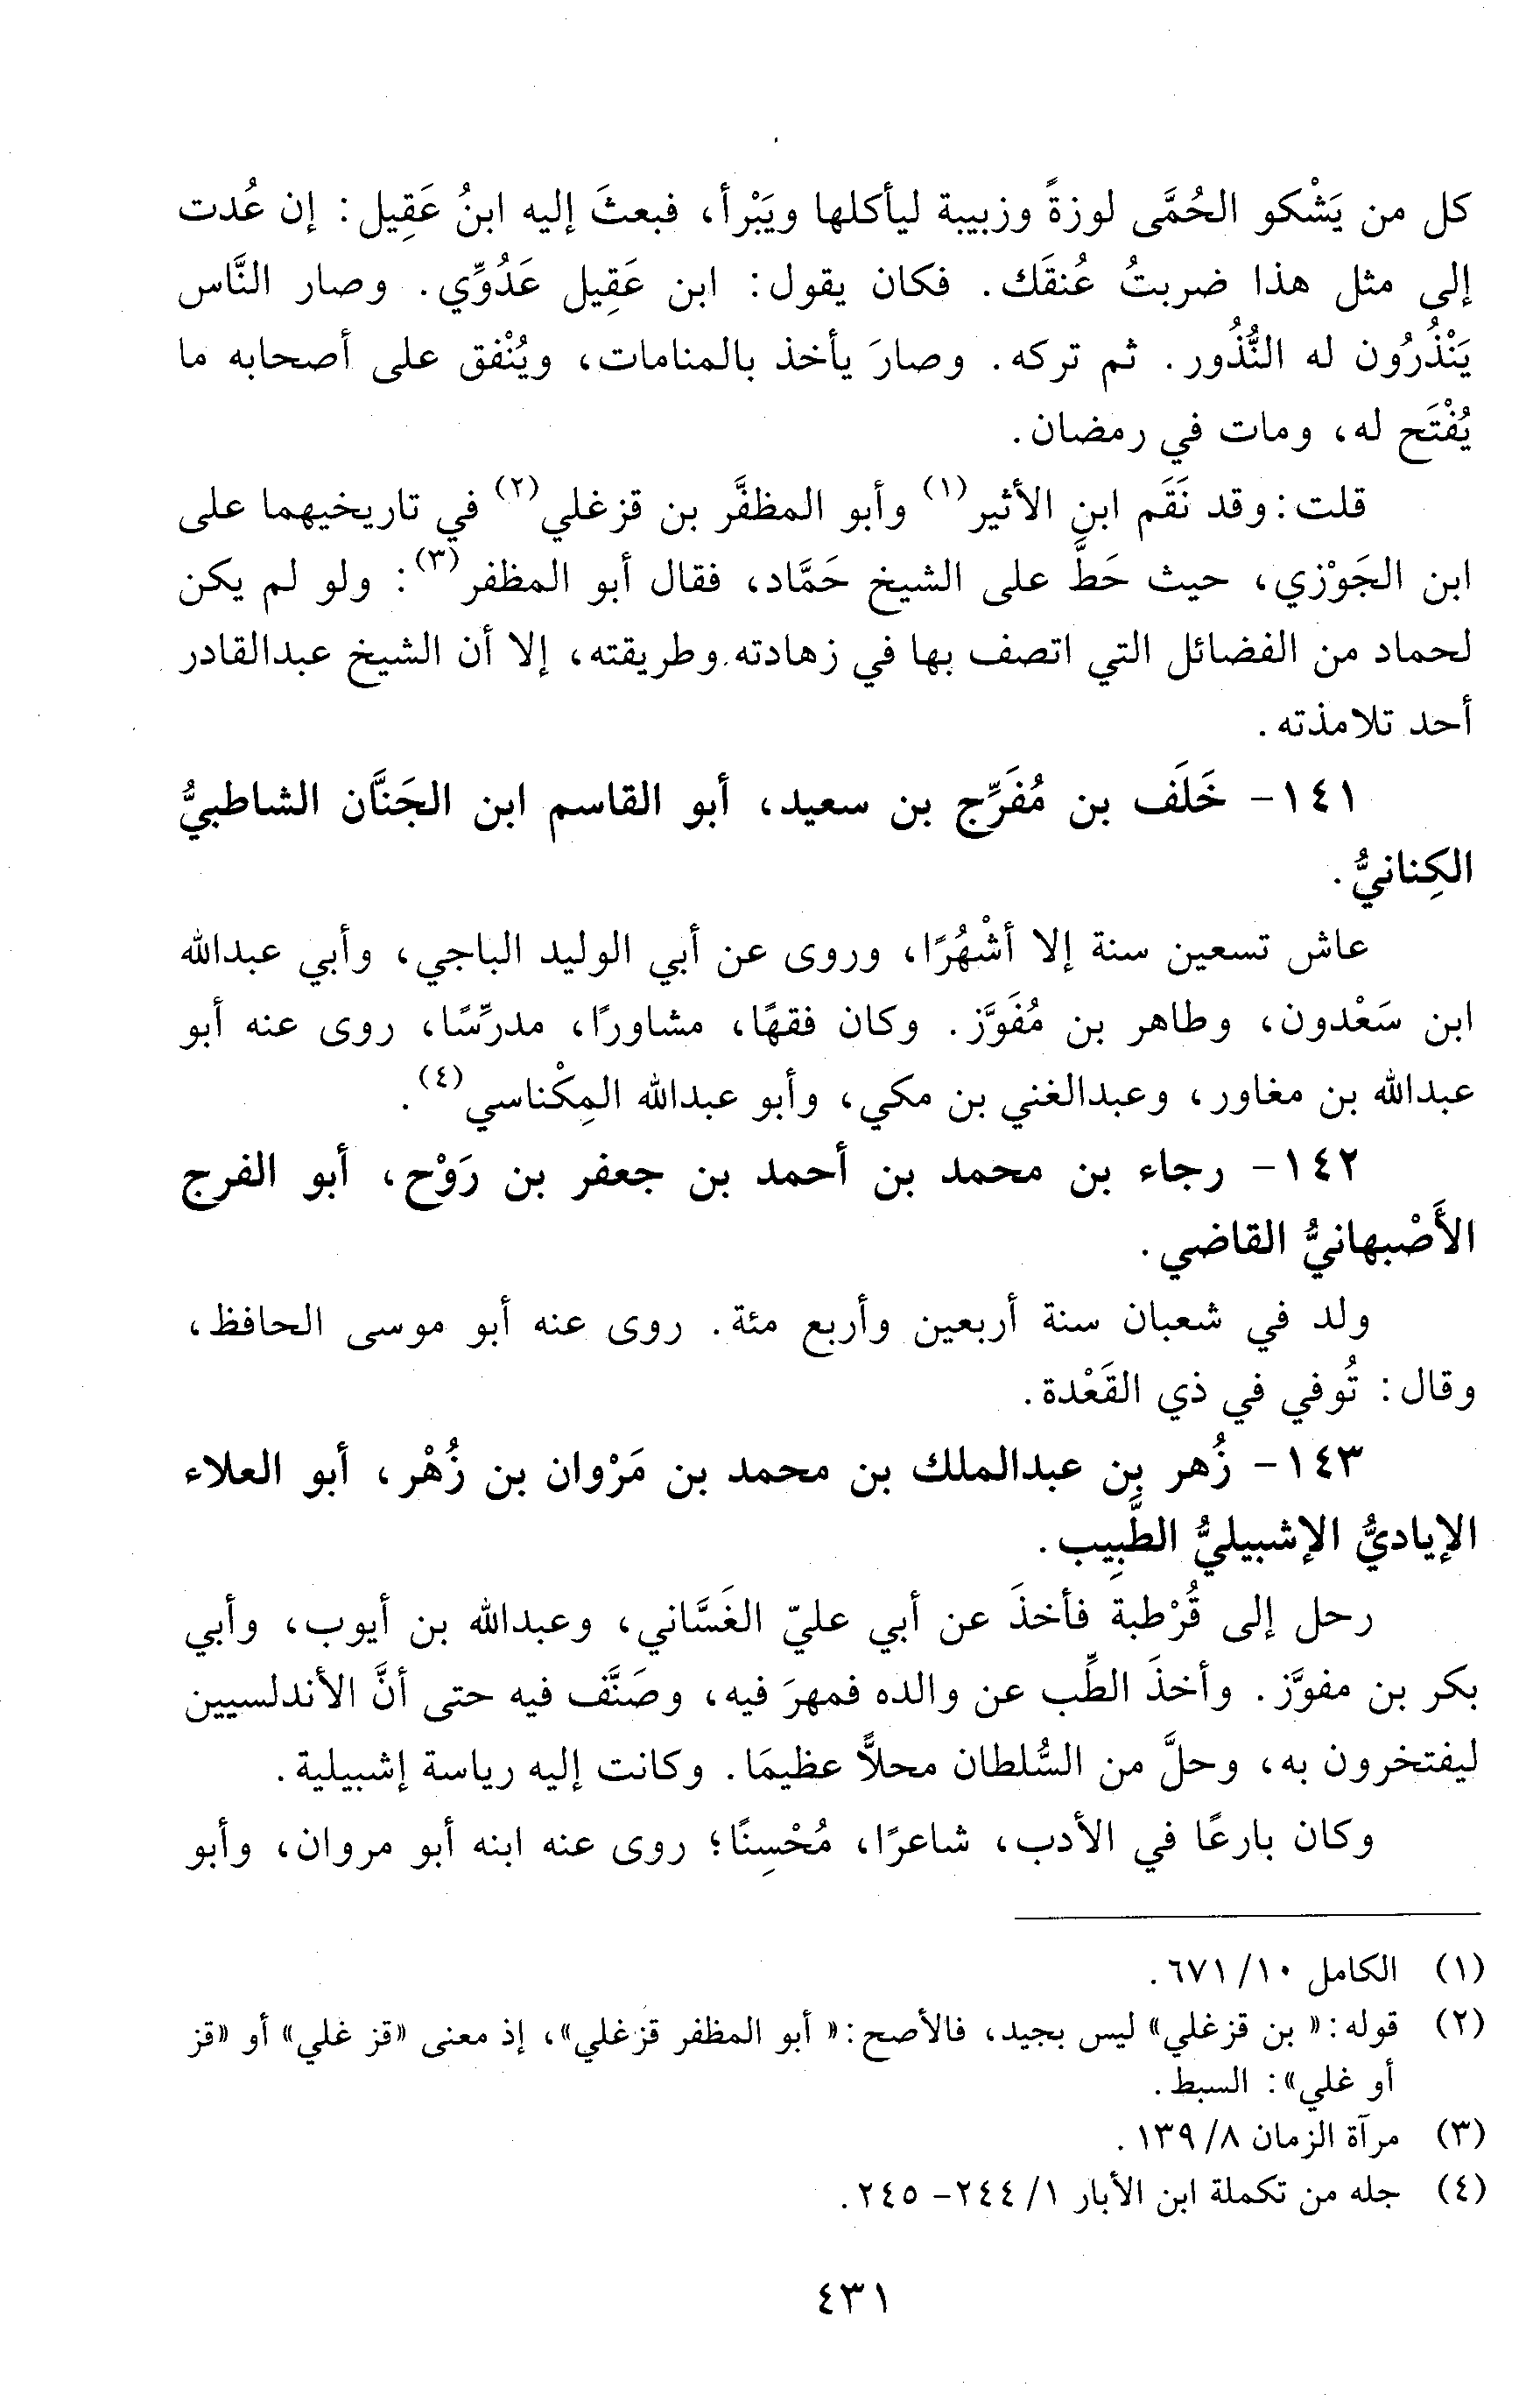 كل من يَشْكو الحُمَّى لوزةً وزبيبة ليأكلها ويَبْرأ، فبعثَ إليه ابنُ عَقِيل: إن عُدت
إلى مثل هذا ضربتُ عُنقَك. فكان يقول: ابن عَقِيل عَدُوِّي. وصار النَّاس
يَنْذُرُون له النُّذُور. ثم تركه. وصارَ يأخذ بالمنامات، ويُنْفق على أصحابه ما
يُفْتَح له، ومات في رمضان.
قلت: وقد نَقَم ابن الأثير(١) وأبو المظفَّر بن قزغلي(٢) في تاريخيهما على
ابن الجَوْزي، حيث حَطَّ على الشيخ حَمَّاد، فقال أبو المظفر(٣): ولو لم يكن
لحماد من الفضائل التي اتصف بها في زهادته وطريقته، إلا أن الشيخ عبدالقادر
أحد تلامذته.
١٤١- خَلَف بن مُفَرِّج بن سعيد، أبو القاسم ابن الجَنَّان الشاطبيُّ
الكِنانيُّ.
عاش تسعين سنة إلا أشْهُرًا، وروى عن أبي الوليد الباجي، وأبي عبدالله
ابن سَعْدون، وطاهر بن مُفَوَّز. وكان فقهًا، مشاورًا، مدرِّسًا، روى عنه أبو
عبدالله بن مغاور، وعبدالغني بن مكي، وأبو عبدالله المِكْناسي(٤).
١٤٢- رجاء بن محمد بن أحمد بن جعفر بن رَوْح، أبو الفرج
الأَصْبهانيُّ القاضي.
ولد في شعبان سنة أربعين وأربع مئة. روى عنه أبو موسى الحافظ،
وقال: تُوفي في ذي القَعْدة.
١٤٣- زُهر بن عبدالملك بن محمد بن مَرْوان بن زُهْر، أبو العلاء
الإياديُّ الإشبيليُّ الطَّبِيب.
رحل إلى قُرْطبة فأخذَ عن أبي عليّ الغَسَّاني، وعبدالله بن أيوب، وأبي
بكر بن مفوَّز. وأخذَ الطِّب عن والده فمهرَ فيه، وصَنَّف فيه حتى أنَّ الأندلسيين
ليفتخرون به، وحلَّ من السُّلطان محلاًّ عظيمًا. وكانت إليه رياسة إشبيلية.
وكان بارعًا في الأدب، شاعرًا، مُحْسِنًا؛ روى عنه ابنه أبو مروان، وأبو
(١) الكامل ١٠/ ٦٧١.
(٢) قوله: « بن قزغلي» ليس بجيد، فالأصح: « أبو المظفر قزغلي»، إذ معنى «قز غلي» أو «قز
أو غلي»: السبط.
(٣) مرآة الزمان ٨/ ١٣٩.
(٤) جله من تكملة ابن الأبار ١/ ٢٤٤- ٢٤٥.
٤٣١